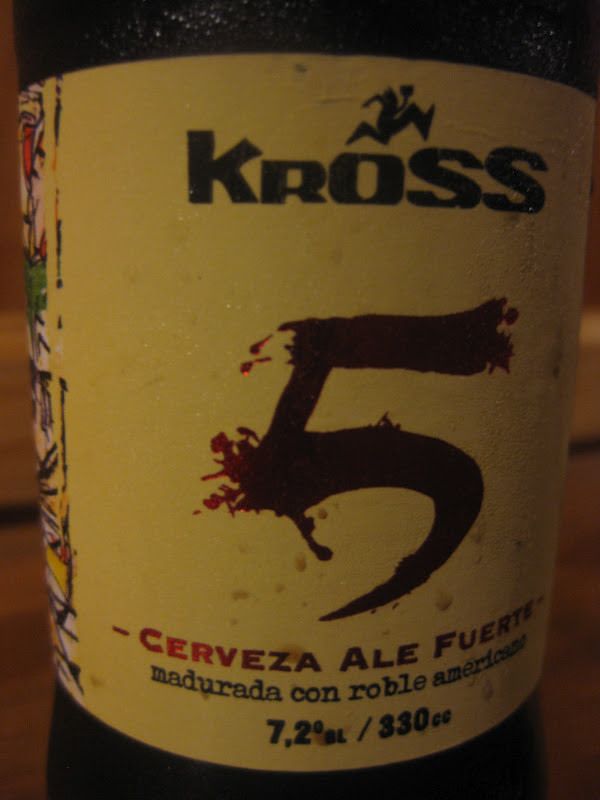 KROSS
5
- CERVEZA ALE FUERTE -
madurada con roble americano
7,2°GL / 330cc